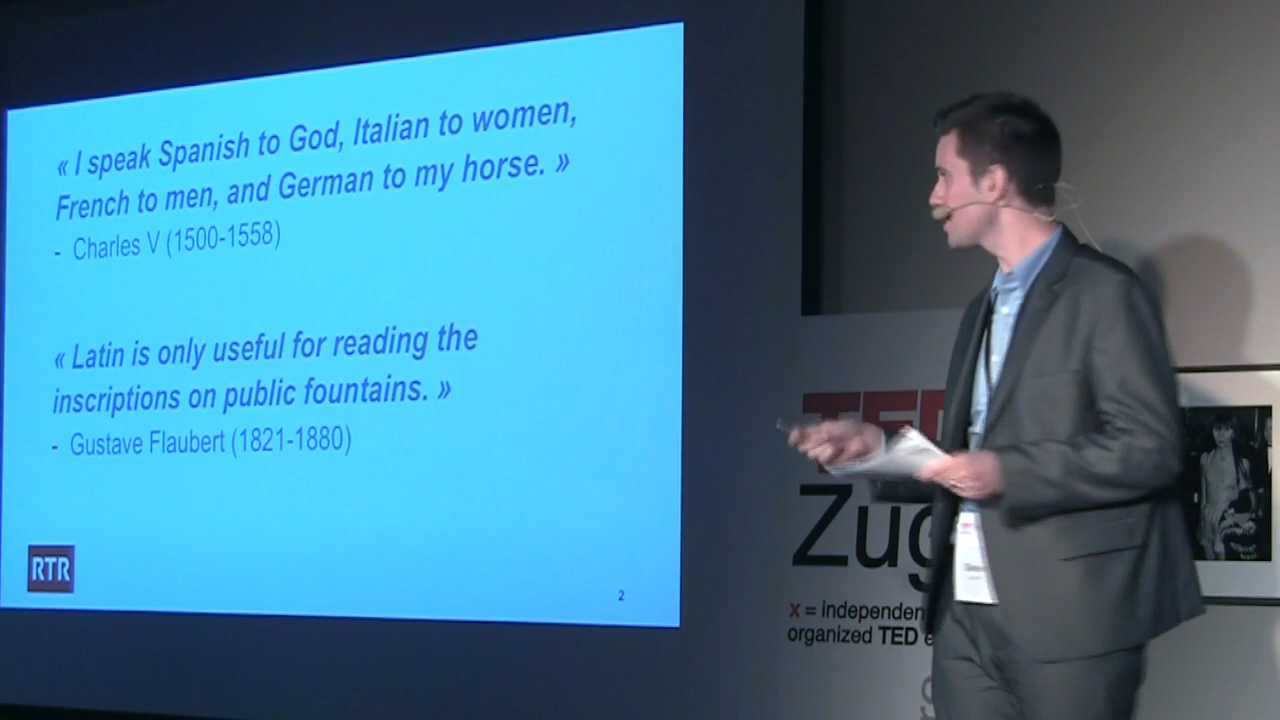 « I speak Spanish to God, Italian to women,
French to men, and German to my horse. »
- Charles V (1500-1558)
« Latin is only useful for reading the
inscriptions on public fountains. »
- Gustave Flaubert (1821-1880)
RTR
2
TED
Zug
x = independen
organized TED e